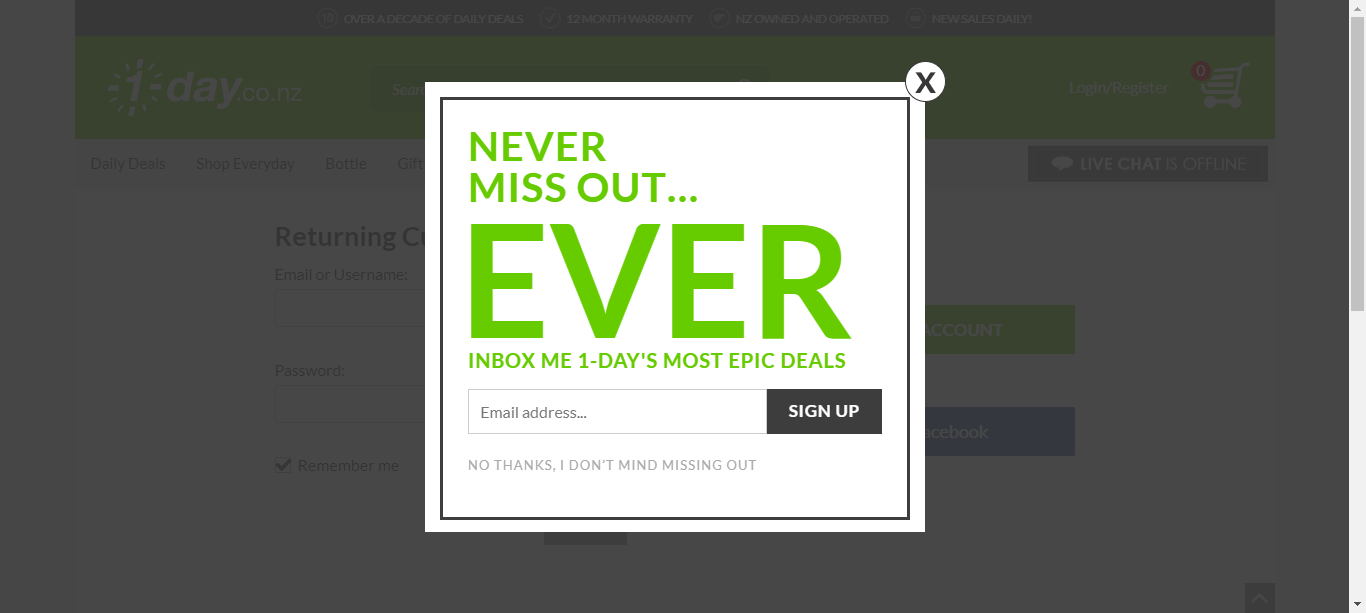 10 OVER A DECADE OF DAILY DEALS 12 MONTH WARRANTY NZ OWNED AND OPERATED NEW SALES DAILY!
1-day.co.nz
Login/Register
0
Daily Deals Shop Everyday Bottle Gift
LIVE CHAT IS OFFLINE
X
NEVER
MISS OUT...
EVER
INBOX ME 1-DAY'S MOST EPIC DEALS
Email address...
SIGN UP
NO THANKS, I DON'T MIND MISSING OUT
Returning
Email or Username:
Password:
Remember me
ACCOUNT